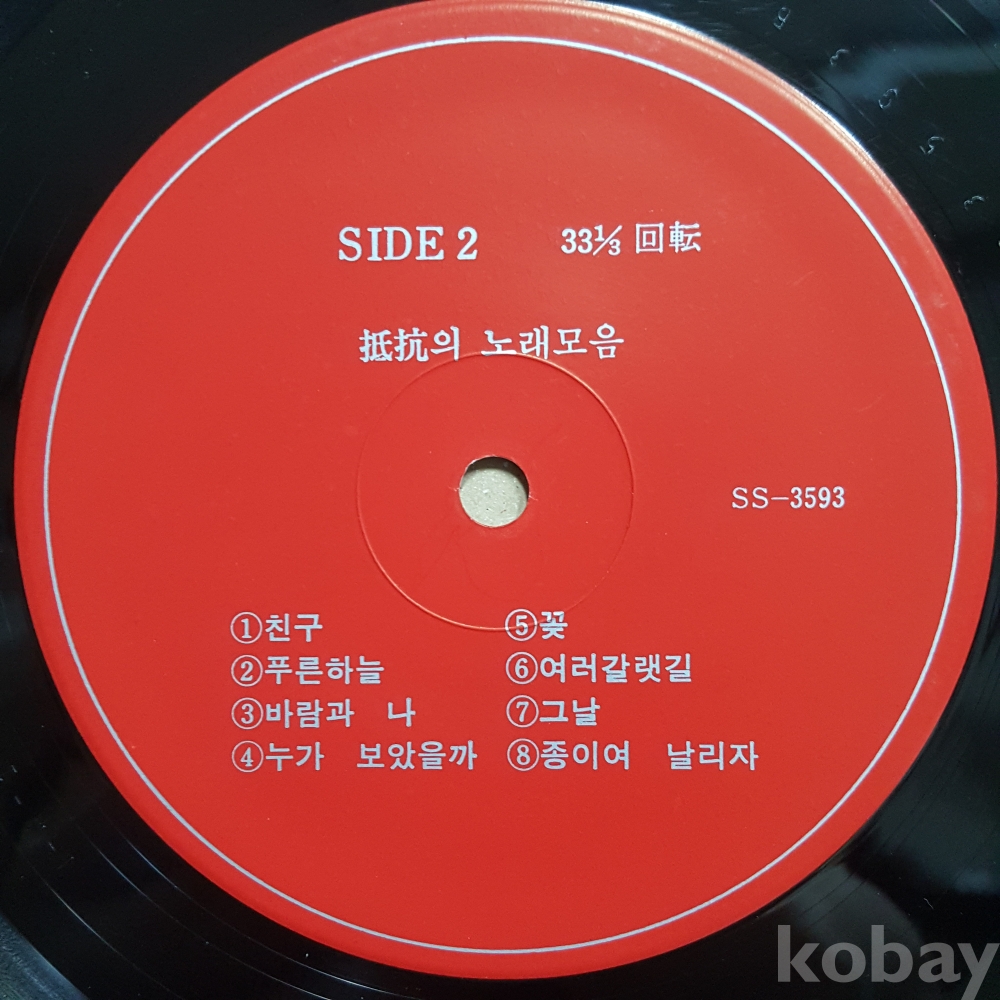 SIDE 2 33⅓ 回転
抵抗의 노래모음
SS-3593
①친구
②푸른하늘
③바람과 나
④누가 보았을까
⑤꽃
⑥여러갈랫길
⑦그날
⑧종이여 날리자
kobay